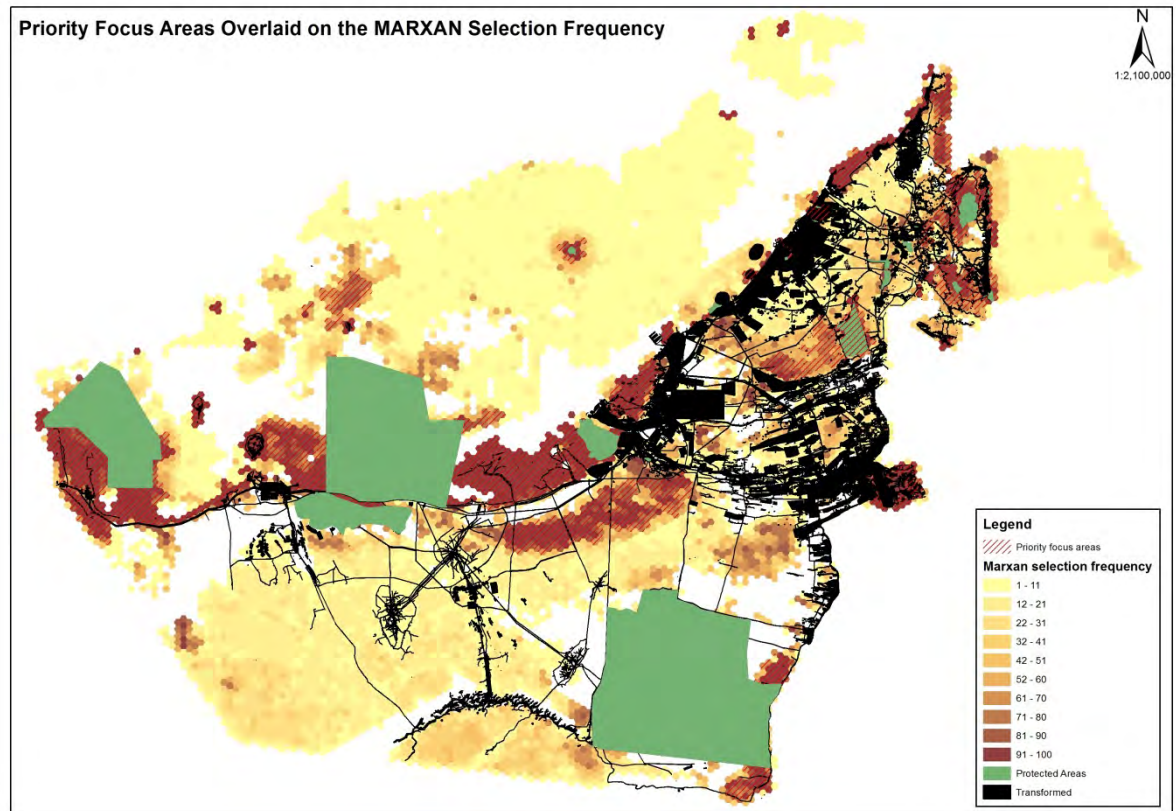 Priority Focus Areas Overlaid on the MARXAN Selection Frequency
N
1:2,100,000
Legend
Priority focus areas
Marxan selection frequency
1 - 11
12 - 21
22 - 31
32 - 41
42 - 51
52 - 60
61 - 70
71 - 80
81 - 90
91 - 100
Protected Areas
Transformed